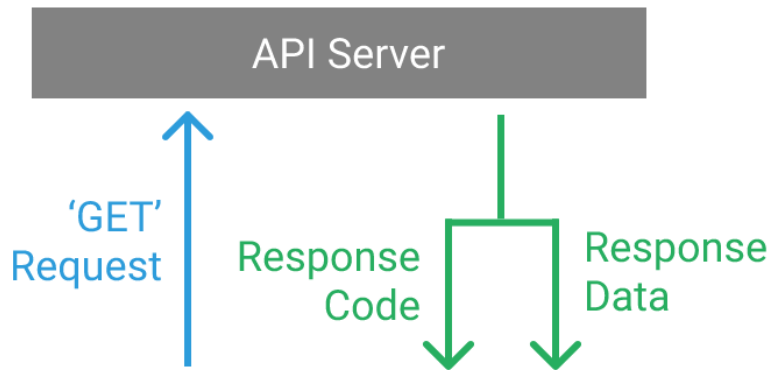 API Server
‘GET’
Request
Response
Code
Response
Data